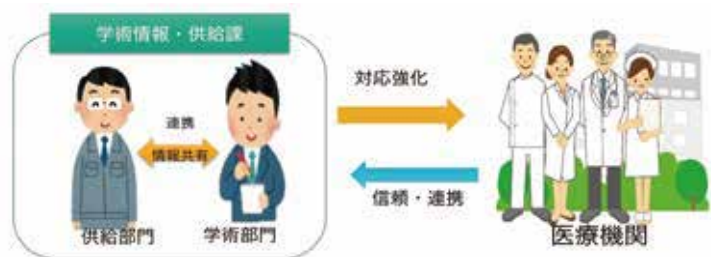 学術情報・供給課
連携
情報共有
供給部門
学術部門
対応強化
信頼・連携
医療機関